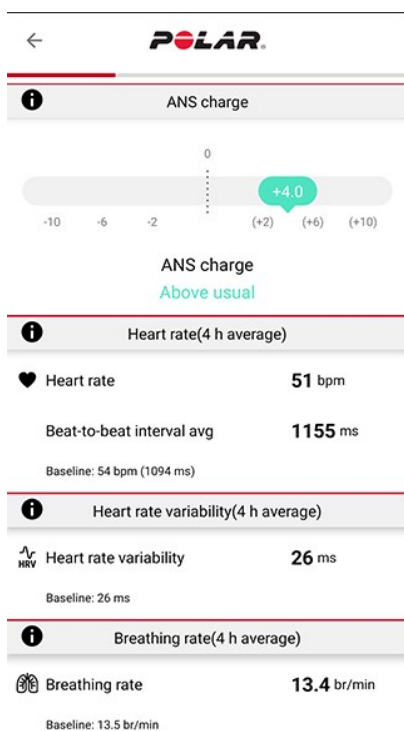 POLAR.
ANS charge
0
+4.0
-10 -6 -2 (+2) (+6) (+10)
ANS charge
Above usual
Heart rate(4 h average)
Heart rate 51 bpm
Beat-to-beat interval avg 1155 ms
Baseline: 54 bpm (1094 ms)
Heart rate variability(4 h average)
HRV Heart rate variability 26 ms
Baseline: 26 ms
Breathing rate(4 h average)
Breathing rate 13.4 br/min
Baseline: 13.5 br/min